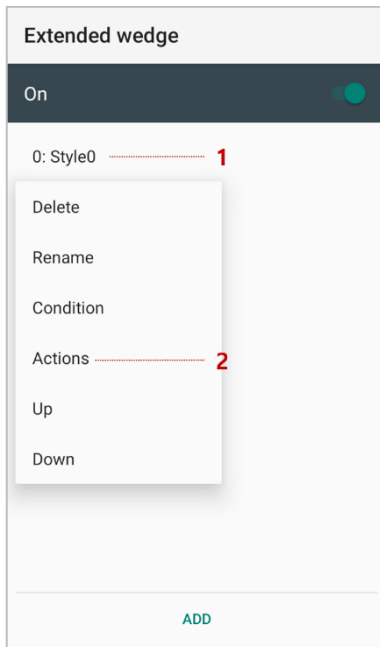 Extended wedge
On
0: Style0 1
Delete
Rename
Condition
Actions 2
Up
Down
ADD